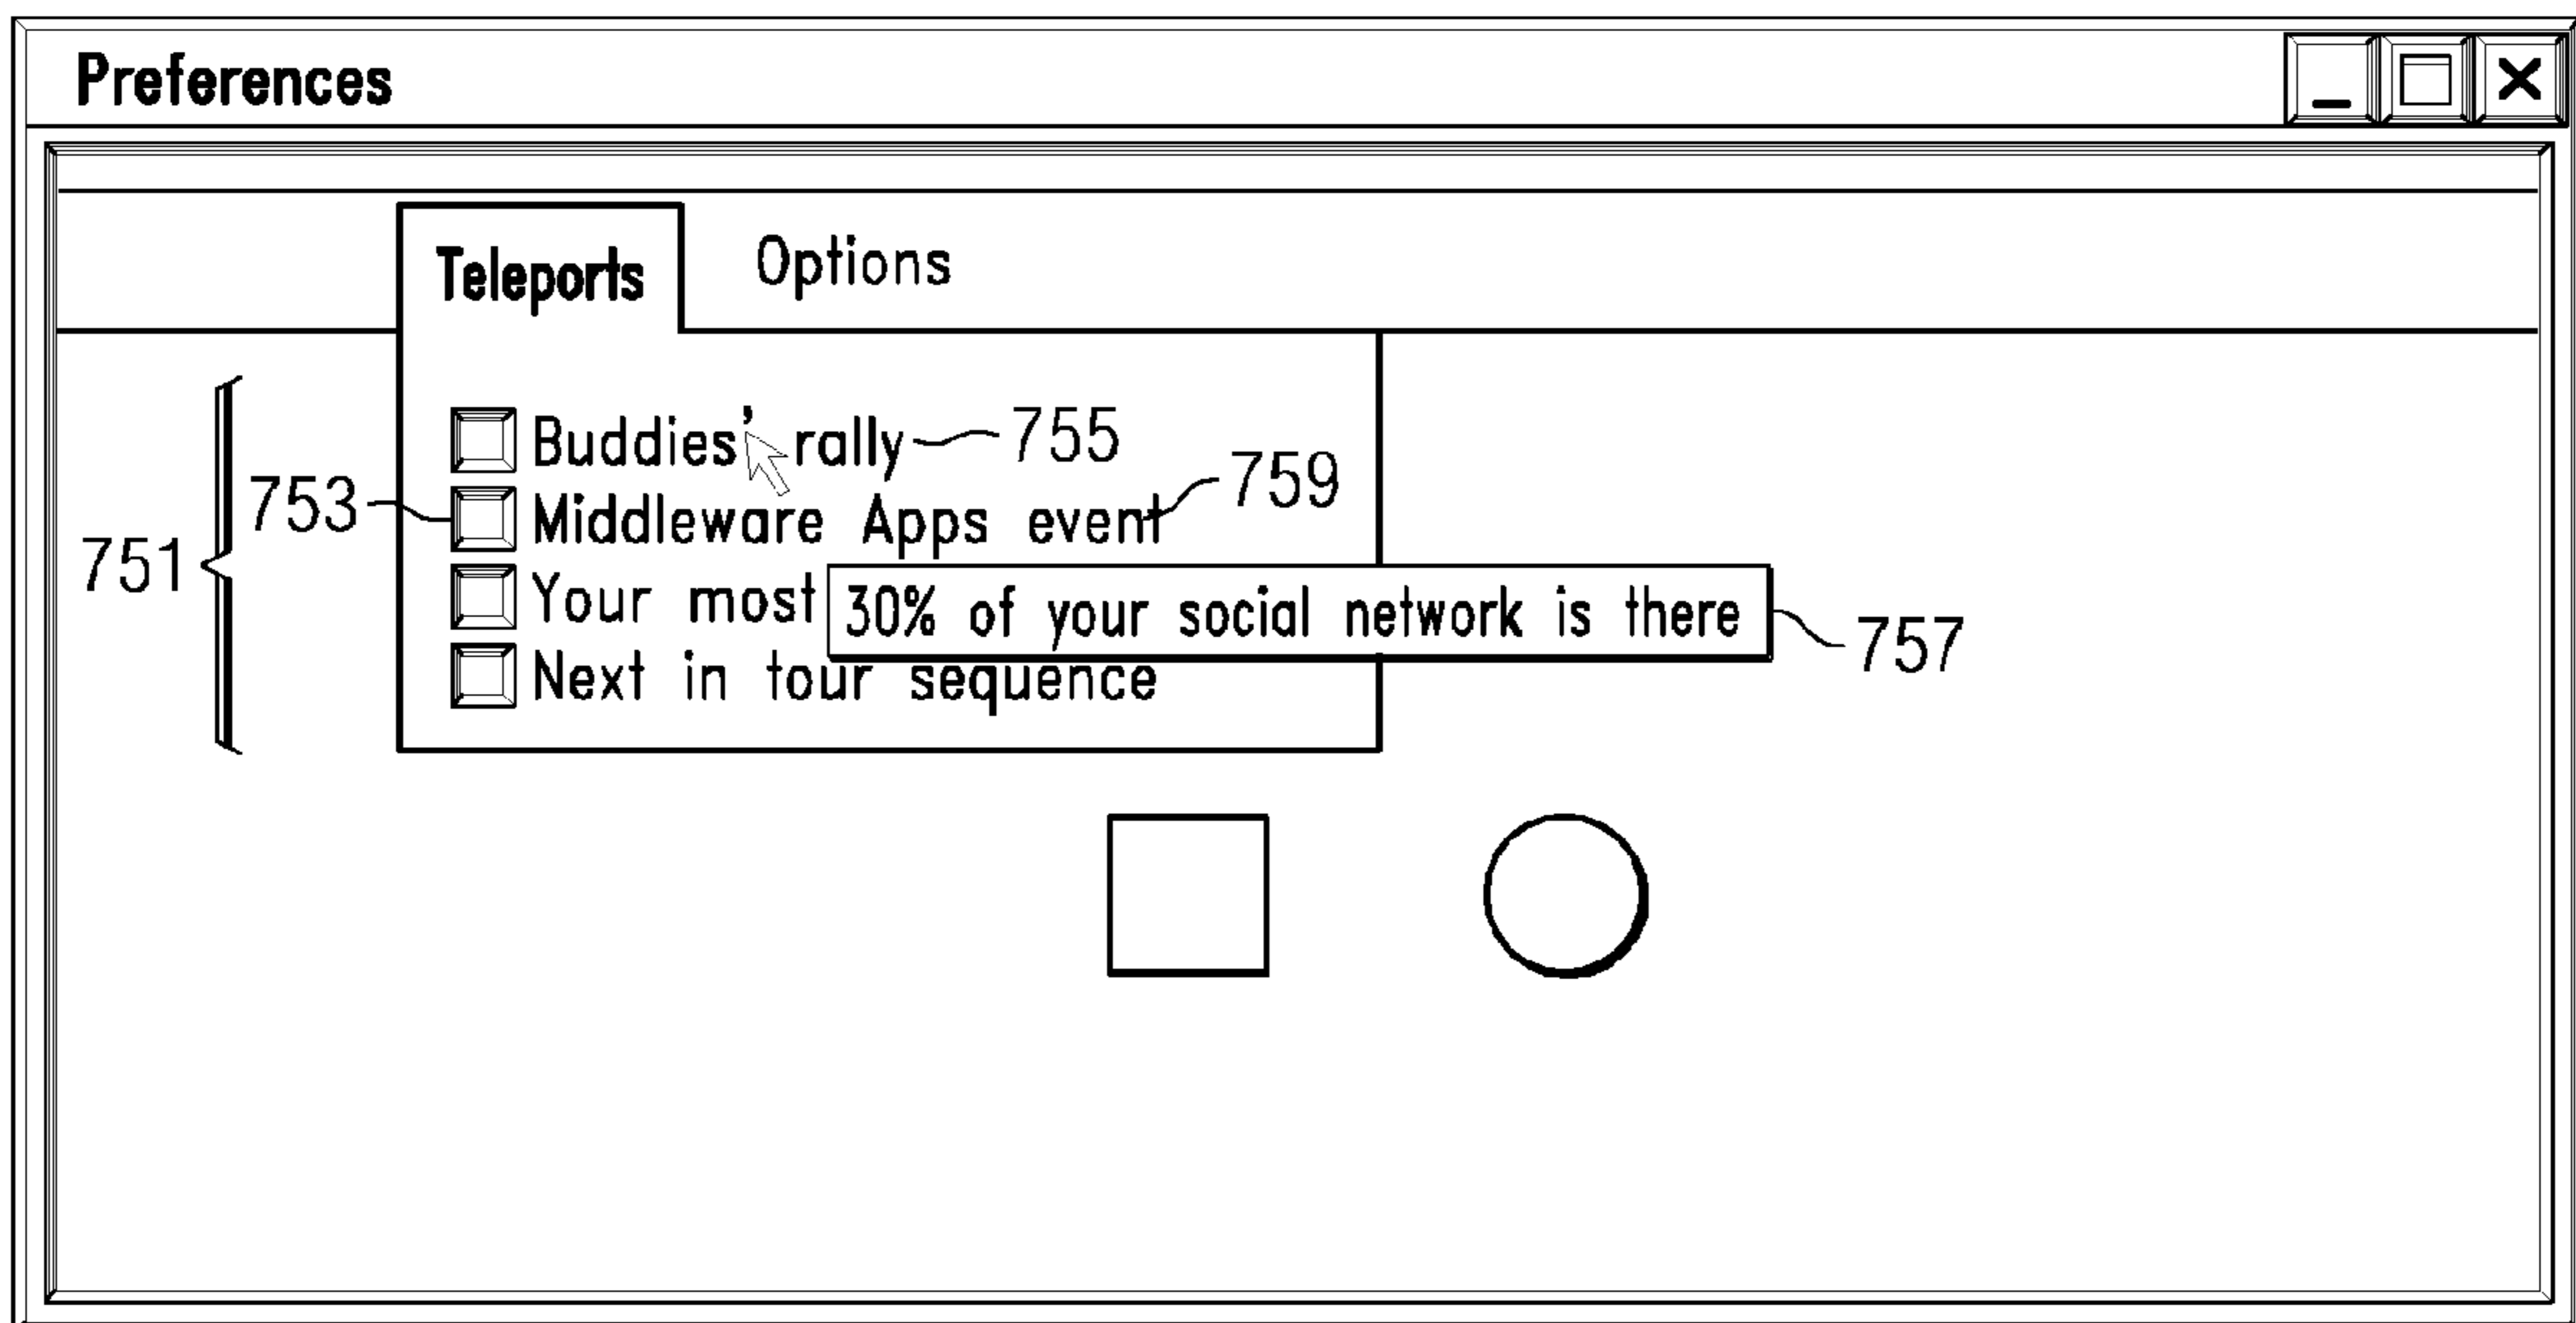 Preferences
Teleports Options
Buddies' rally 755
759
753 Middleware Apps event
751
Your most 30% of your social network is there
757
Next in tour sequence